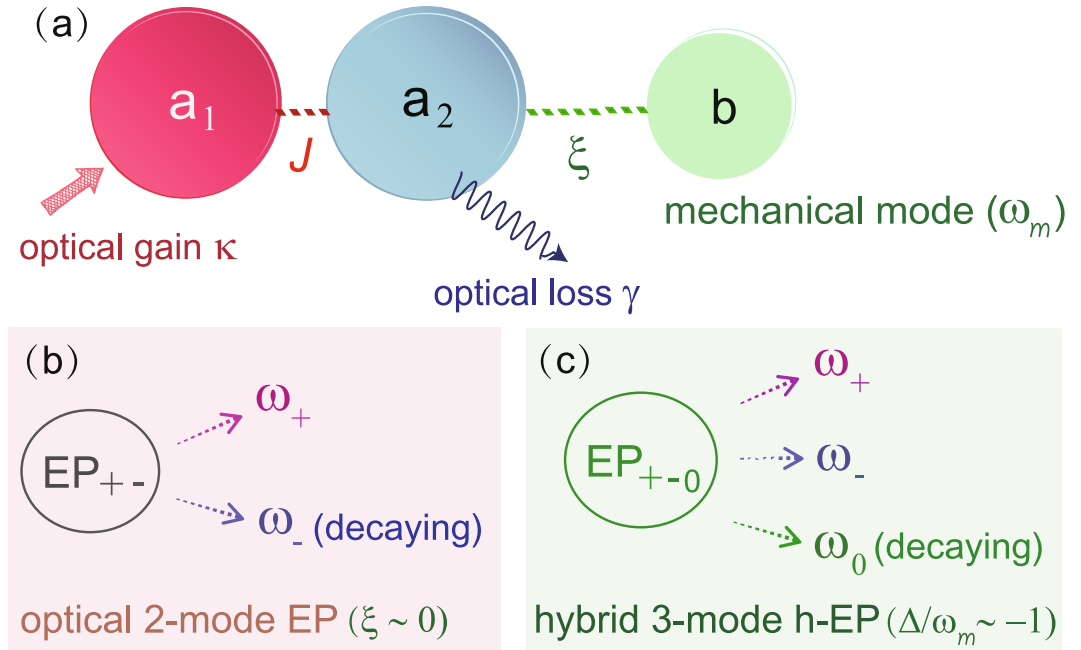 (a)
a₁
a₂
b
J
ξ
mechanical mode (ωₘ)
optical gain κ
optical loss γ
(b)
ω₊
EP₊₋
ω₋ (decaying)
optical 2-mode EP (ξ ~ 0)
(c)
ω₊
EP₊₋₀
ω₋
ω₀ (decaying)
hybrid 3-mode h-EP (Δ/ωₘ ~ −1)